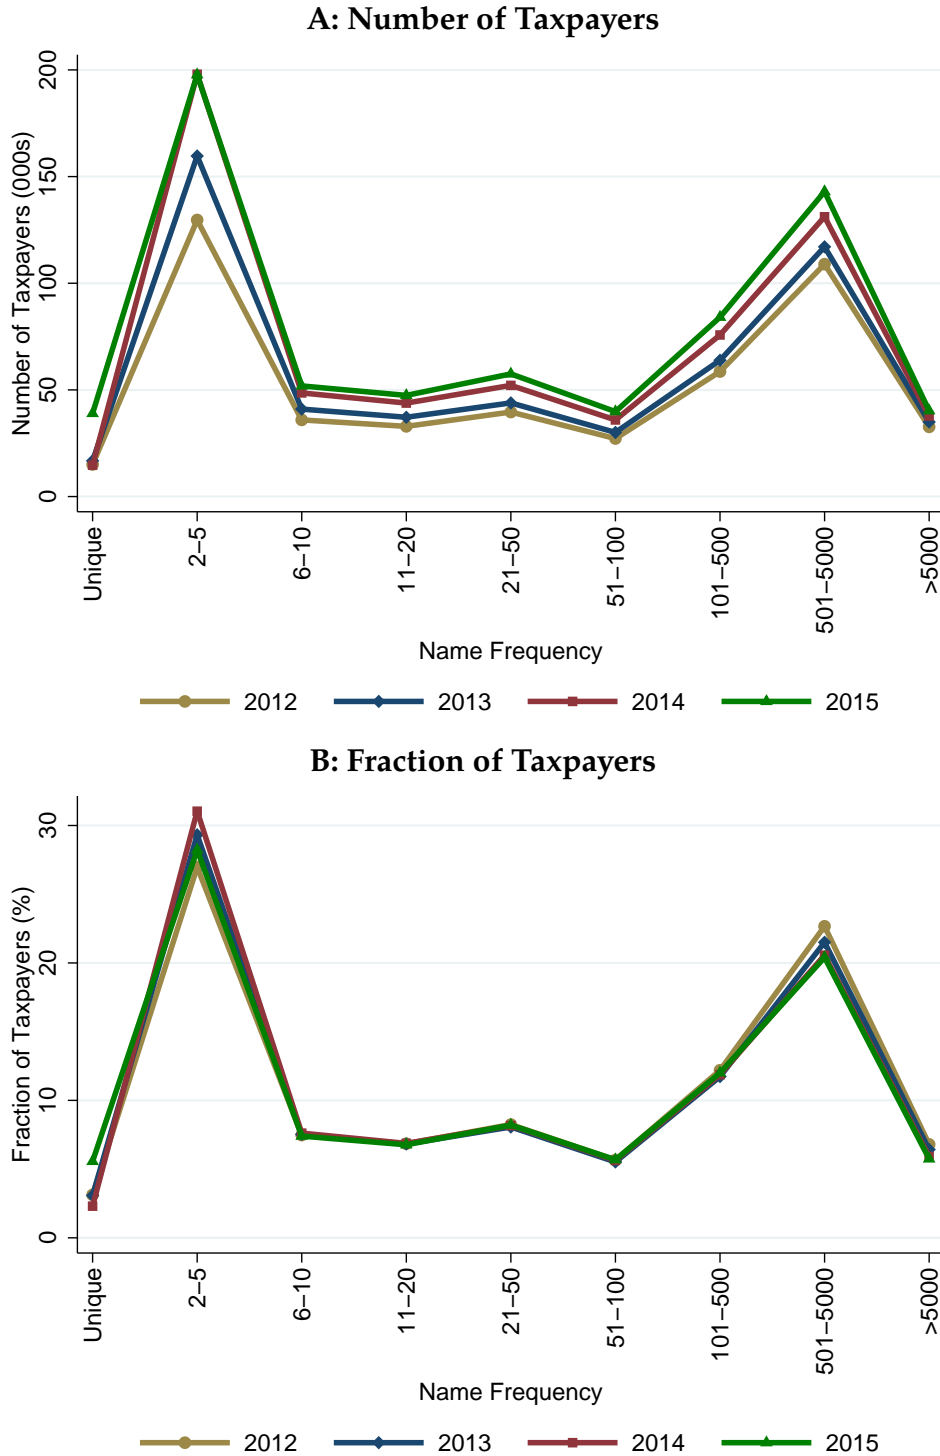 A: Number of Taxpayers
Number of Taxpayers (000s)
200
150
100
50
0
Unique
2−5
6−10
11−20
21−50
51−100
101−500
501−5000
>5000
Name Frequency
2012 2013 2014 2015
B: Fraction of Taxpayers
Fraction of Taxpayers (%)
30
20
10
0
Unique
2−5
6−10
11−20
21−50
51−100
101−500
501−5000
>5000
Name Frequency
2012 2013 2014 2015